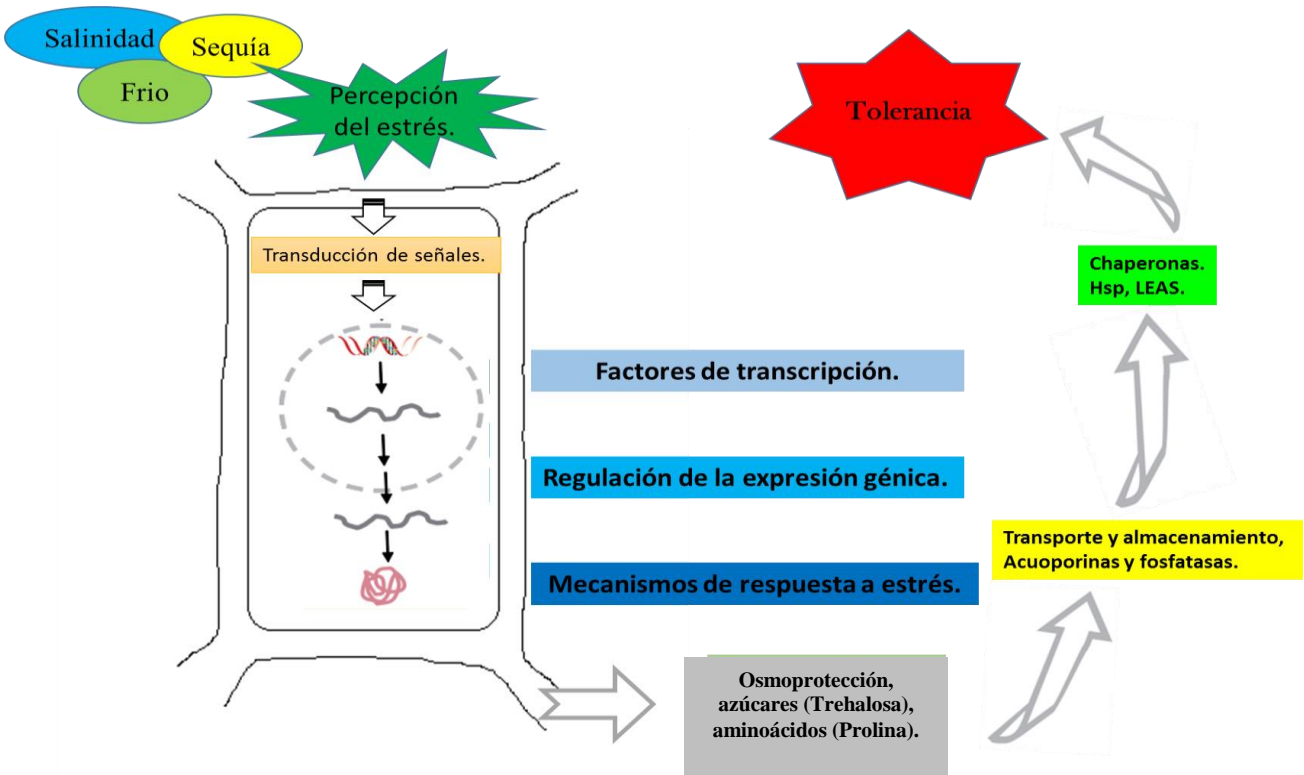 Salinidad
Sequía
Frio
Percepción
del estrés.
Tolerancia
Transducción de señales.
Chaperonas.
Hsp, LEAS.
Factores de transcripción.
Regulación de la expresión génica.
Transporte y almacenamiento,
Acuoporinas y fosfatasas.
Mecanismos de respuesta a estrés.
Osmoprotección,
azúcares (Trehalosa),
aminoácidos (Prolina).